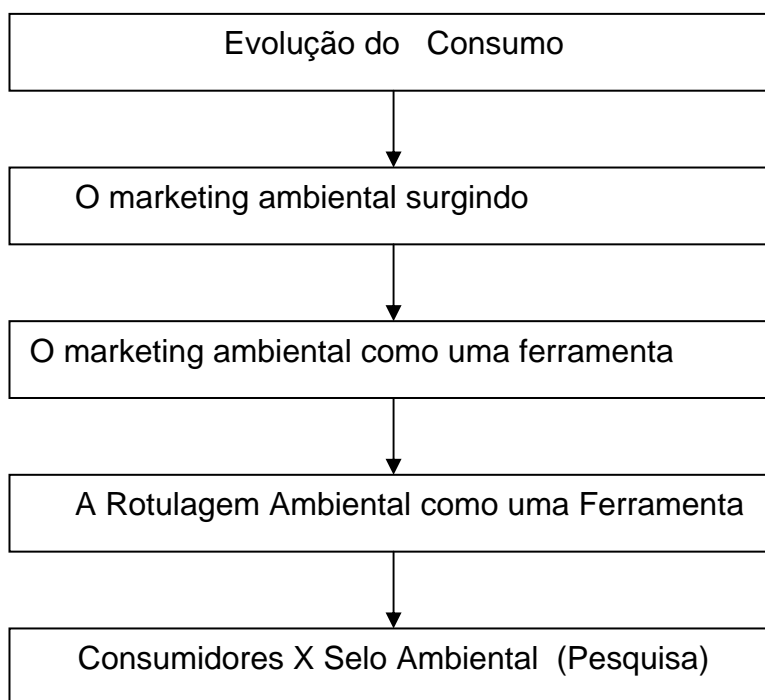 Evolução do Consumo
O marketing ambiental surgindo
O marketing ambiental como uma ferramenta
A Rotulagem Ambiental como uma Ferramenta
Consumidores X Selo Ambiental (Pesquisa)